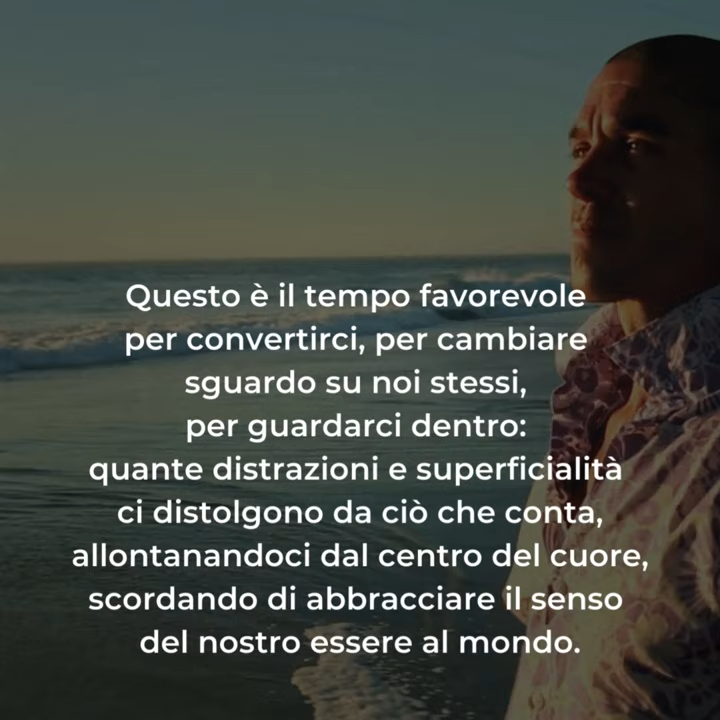 Questo è il tempo favorevole
per convertirci, per cambiare
sguardo su noi stessi,
per guardarci dentro:
quante distrazioni e superficialità
ci distolgono da ciò che conta,
allontanandoci dal centro del cuore,
scordando di abbracciare il senso
del nostro essere al mondo.